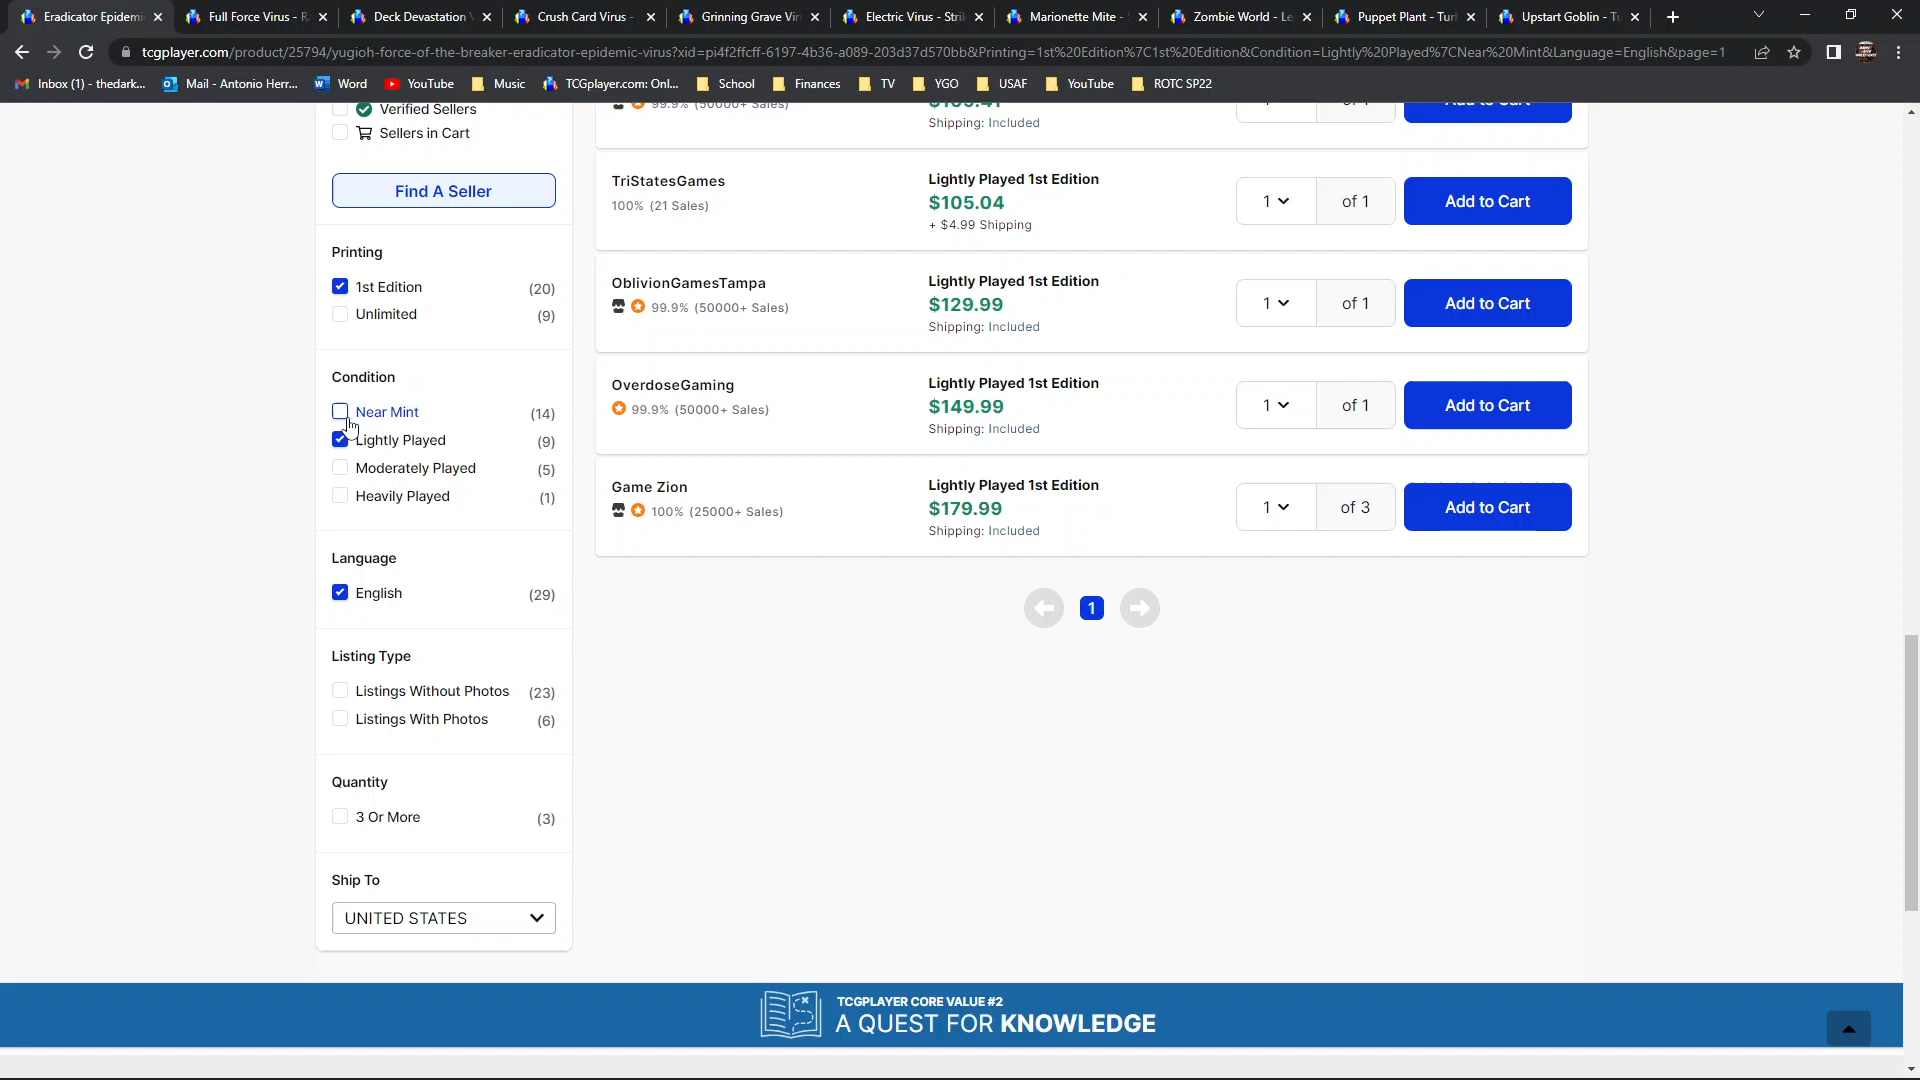 Eradicator Epidemi
Full Force Virus - R
Deck Devastation V
Crush Card Virus -
Grinning Grave Viru
Electric Virus - Strik
Marionette Mite -
Zombie World - Le
Puppet Plant - Turb
Upstart Goblin - Tu
tcgplayer.com/product/25794/yugioh-force-of-the-breaker-eradicator-epidemic-virus?xid=pi4f2ffcff-6197-4b36-a089-203d37d570bb&Printing=1st%20Edition%7C1st%20Edition&Condition=Lightly%20Played%7CNear%20Mint&Language=English&page=1
Inbox (1) - thedark...
Mail - Antonio Herr...
Word
YouTube
Music
TCGplayer.com: Onl...
School
Finances
TV
YGO
USAF
YouTube
ROTC SP22
Verified Sellers
Sellers in Cart
Find A Seller
Printing
1st Edition (20)
Unlimited (9)
Condition
Near Mint (14)
Lightly Played (9)
Moderately Played (5)
Heavily Played (1)
Language
English (29)
Listing Type
Listings Without Photos (23)
Listings With Photos (6)
Quantity
3 Or More (3)
Ship To
UNITED STATES
99.9% (50000+ Sales)
Shipping: Included
Add to Cart
TriStatesGames
100% (21 Sales)
Lightly Played 1st Edition
$105.04
+ $4.99 Shipping
1 of 1
Add to Cart
OblivionGamesTampa
99.9% (50000+ Sales)
Lightly Played 1st Edition
$129.99
Shipping: Included
1 of 1
Add to Cart
OverdoseGaming
99.9% (50000+ Sales)
Lightly Played 1st Edition
$149.99
Shipping: Included
1 of 1
Add to Cart
Game Zion
100% (25000+ Sales)
Lightly Played 1st Edition
$179.99
Shipping: Included
1 of 3
Add to Cart
1
TCGPLAYER CORE VALUE #2
A QUEST FOR KNOWLEDGE